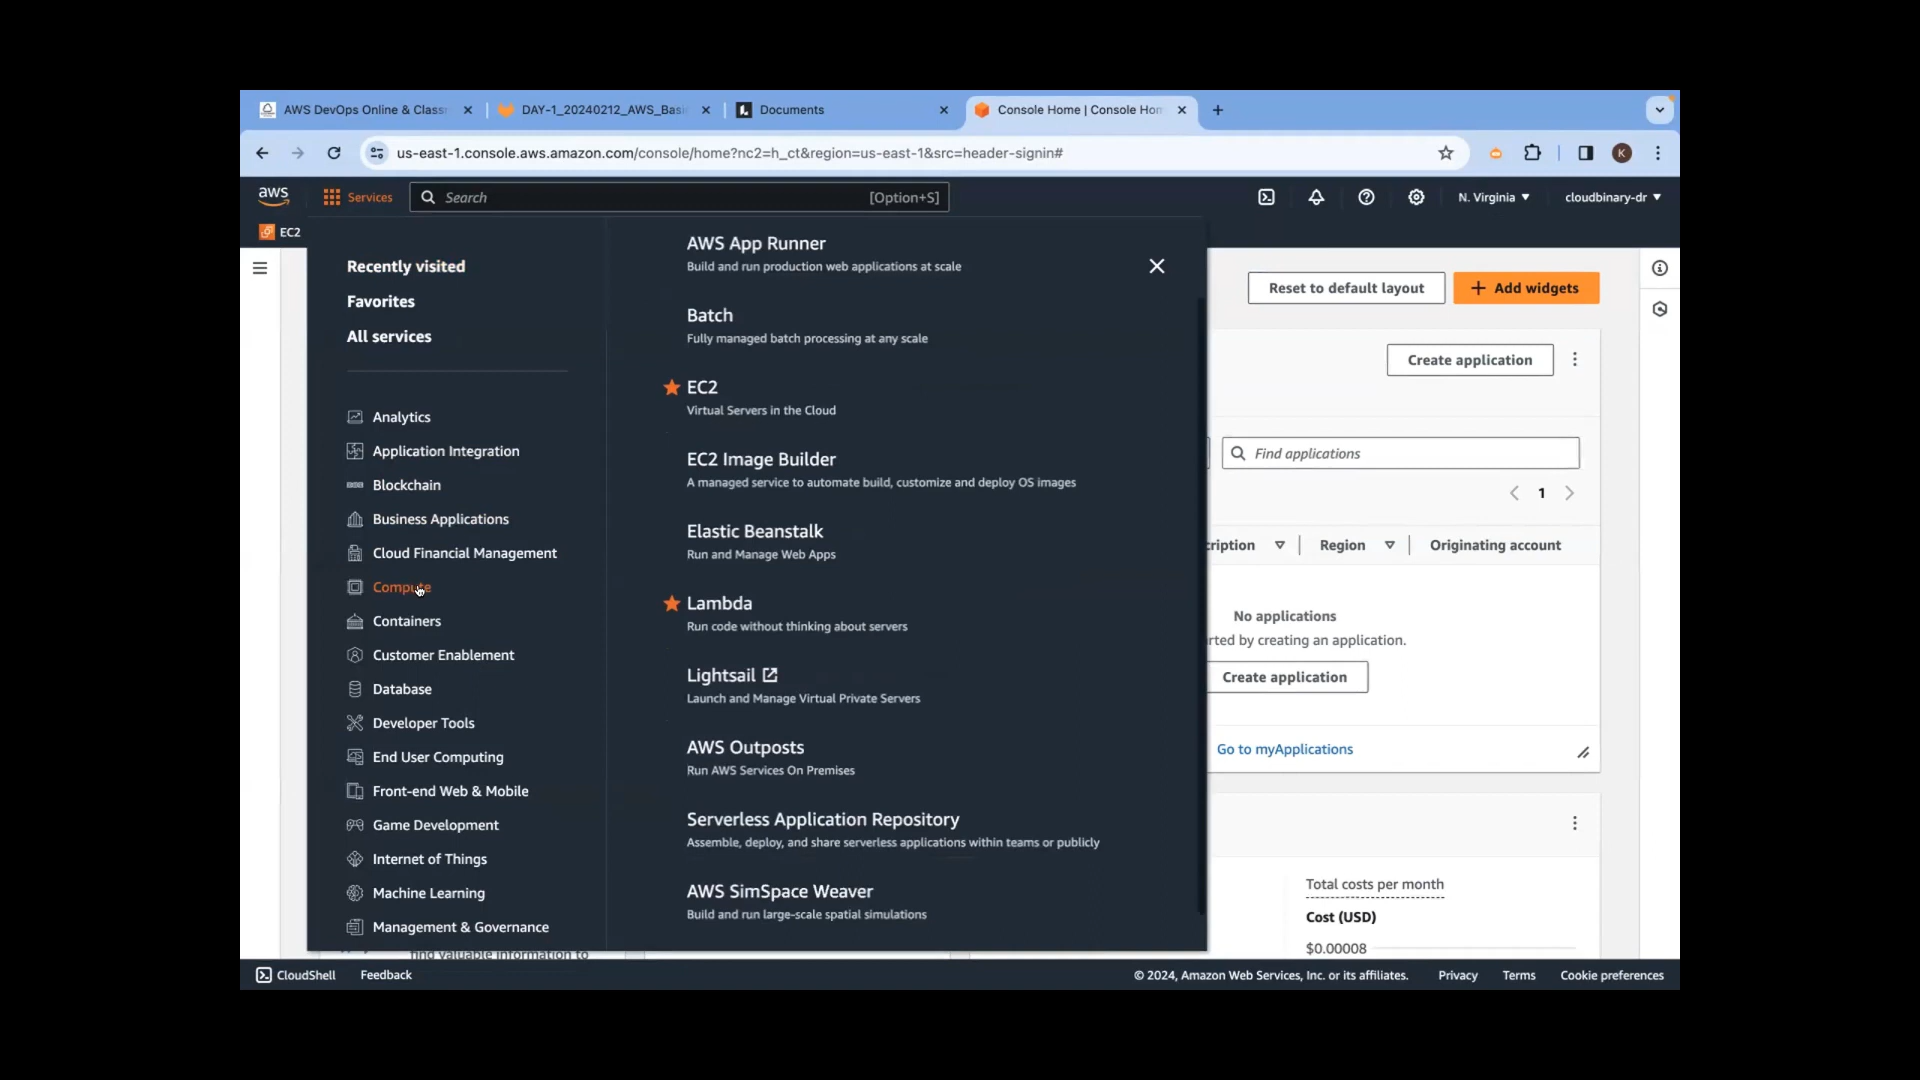 AWS DevOps Online & Class
DAY-1_20240212_AWS_Basi
Documents
Console Home | Console Hom
us-east-1.console.aws.amazon.com/console/home?nc2=h_ct&region=us-east-1&src=header-signin#
K
aws
Services
Search
[Option+S]
N. Virginia
cloudbinary-dr
EC2
Recently visited
Favorites
All services
Analytics
Application Integration
Blockchain
Business Applications
Cloud Financial Management
Compute
Containers
Customer Enablement
Database
Developer Tools
End User Computing
Front-end Web & Mobile
Game Development
Internet of Things
Machine Learning
Management & Governance
AWS App Runner
Build and run production web applications at scale
Batch
Fully managed batch processing at any scale
EC2
Virtual Servers in the Cloud
EC2 Image Builder
A managed service to automate build, customize and deploy OS images
Elastic Beanstalk
Run and Manage Web Apps
Lambda
Run code without thinking about servers
Lightsail
Launch and Manage Virtual Private Servers
AWS Outposts
Run AWS Services On Premises
Serverless Application Repository
Assemble, deploy, and share serverless applications within teams or publicly
AWS SimSpace Weaver
Build and run large-scale spatial simulations
Reset to default layout
Add widgets
Create application
Find applications
1
cription
Region
Originating account
No applications
rted by creating an application.
Create application
Go to myApplications
Total costs per month
Cost (USD)
$0.00008
find valuable information to
CloudShell
Feedback
© 2024, Amazon Web Services, Inc. or its affiliates.
Privacy
Terms
Cookie preferences